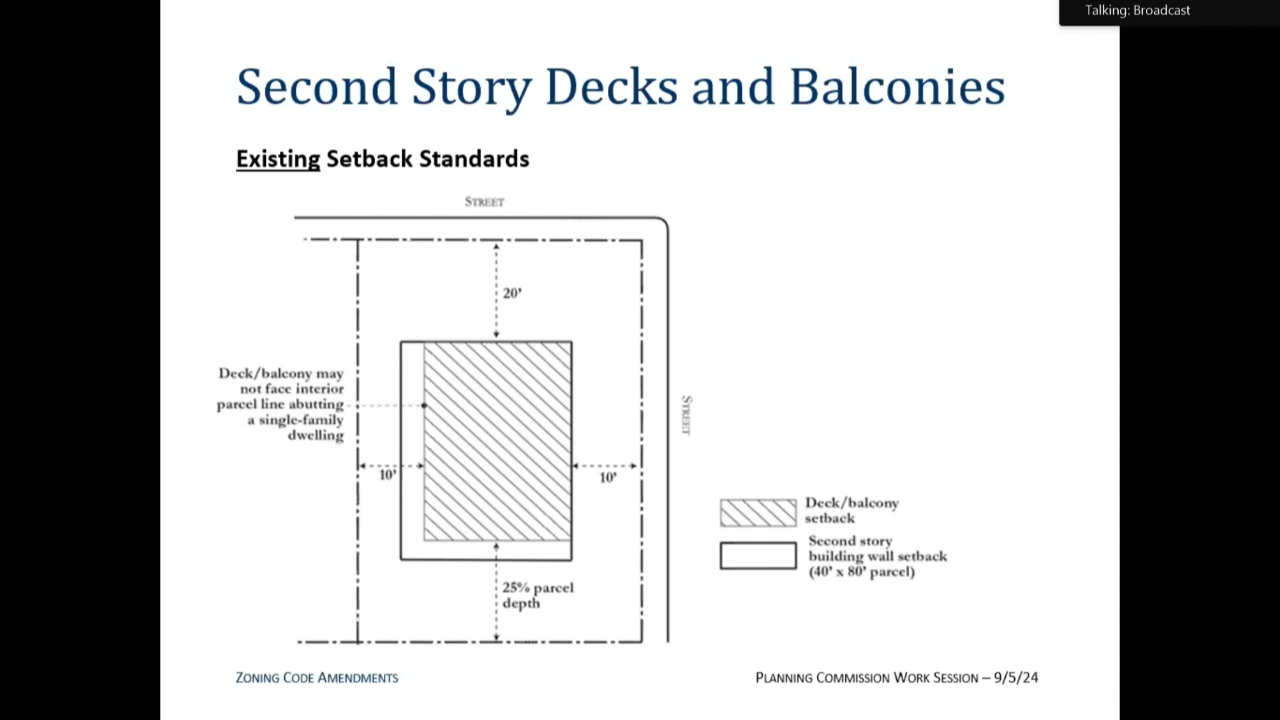 Talking: Broadcast
Second Story Decks and Balconies
Existing Setback Standards
STREET
20'
Deck/balcony may
not face interior
parcel line abutting
a single-family
dwelling
STREET
10'
10'
Deck/balcony
setback
Second story
building wall setback
(40' x 80' parcel)
25% parcel
depth
ZONING CODE AMENDMENTS
PLANNING COMMISSION WORK SESSION – 9/5/24